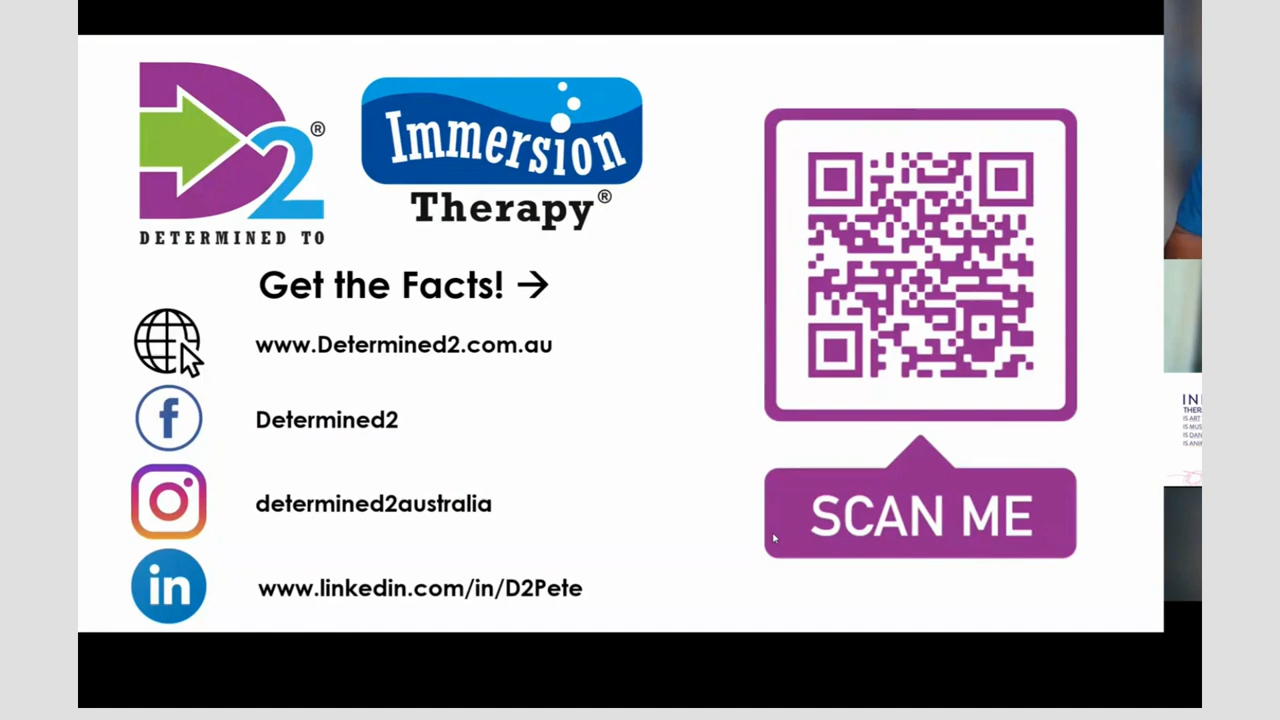 D2®
DETERMINED TO
Immersion
Therapy®
Get the Facts! →
www.Determined2.com.au
Determined2
determined2australia
www.linkedin.com/in/D2Pete
SCAN ME